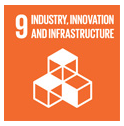 9 INDUSTRY, INNOVATION
AND INFRASTRUCTURE